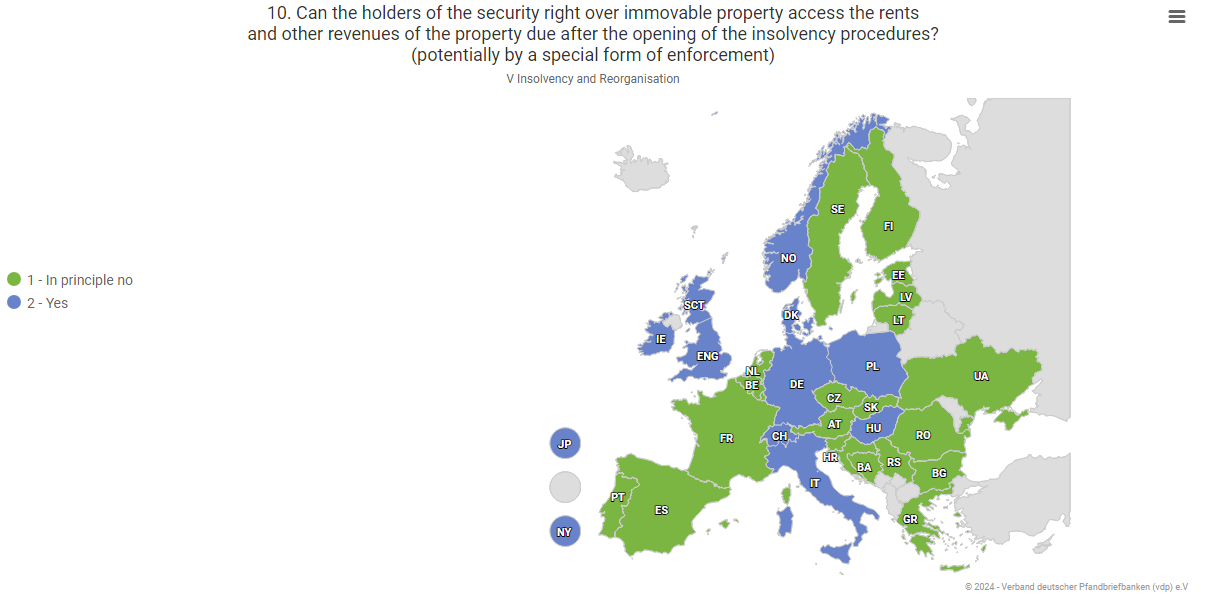 10. Can the holders of the security right over immovable property access the rents
and other revenues of the property due after the opening of the insolvency procedures?
(potentially by a special form of enforcement)
V Insolvency and Reorganisation
1 - In principle no
2 - Yes
SE
FI
NO
EE
LV
SCT
DK
LT
IE
ENG
PL
NL
UA
DE
BE
CZ
SK
AT
HU
CH
RO
FR
JP
HR
RS
BA
BG
IT
PT
ES
GR
NY
© 2024 - Verband deutscher Pfandbriefbanken (vdp) e.V